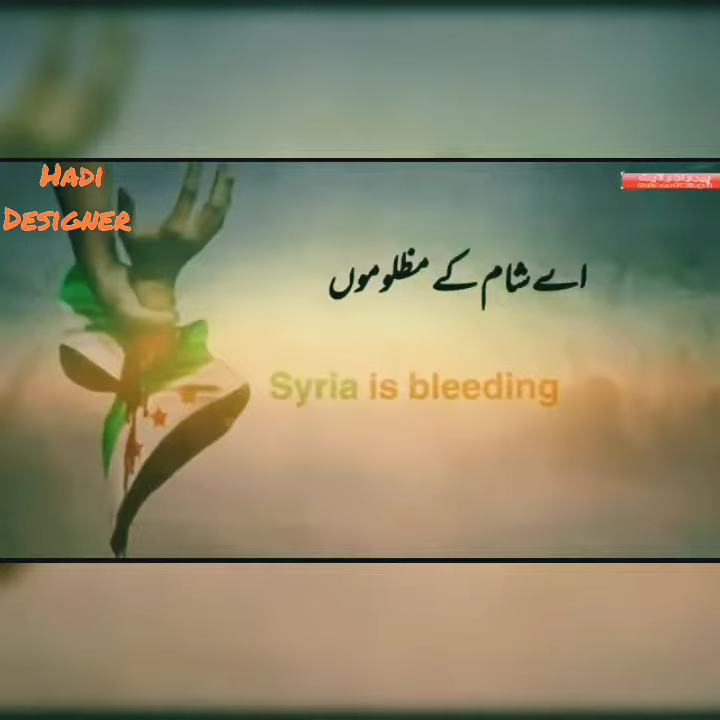 HADI
DESIGNER
اے شام کے مظلوموں
Syria is bleeding